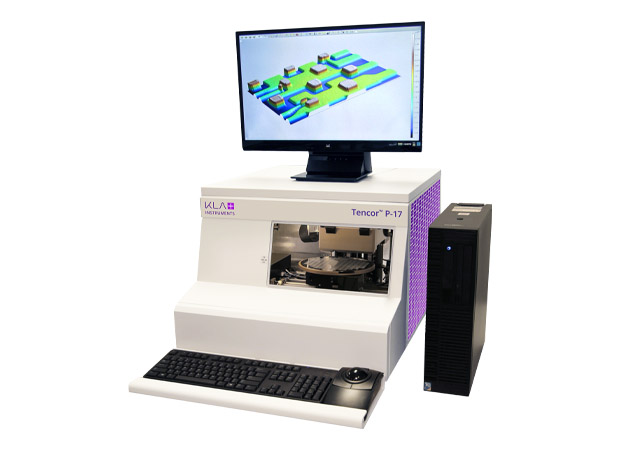 KLA
INSTRUMENTS
Tencor™ P-17